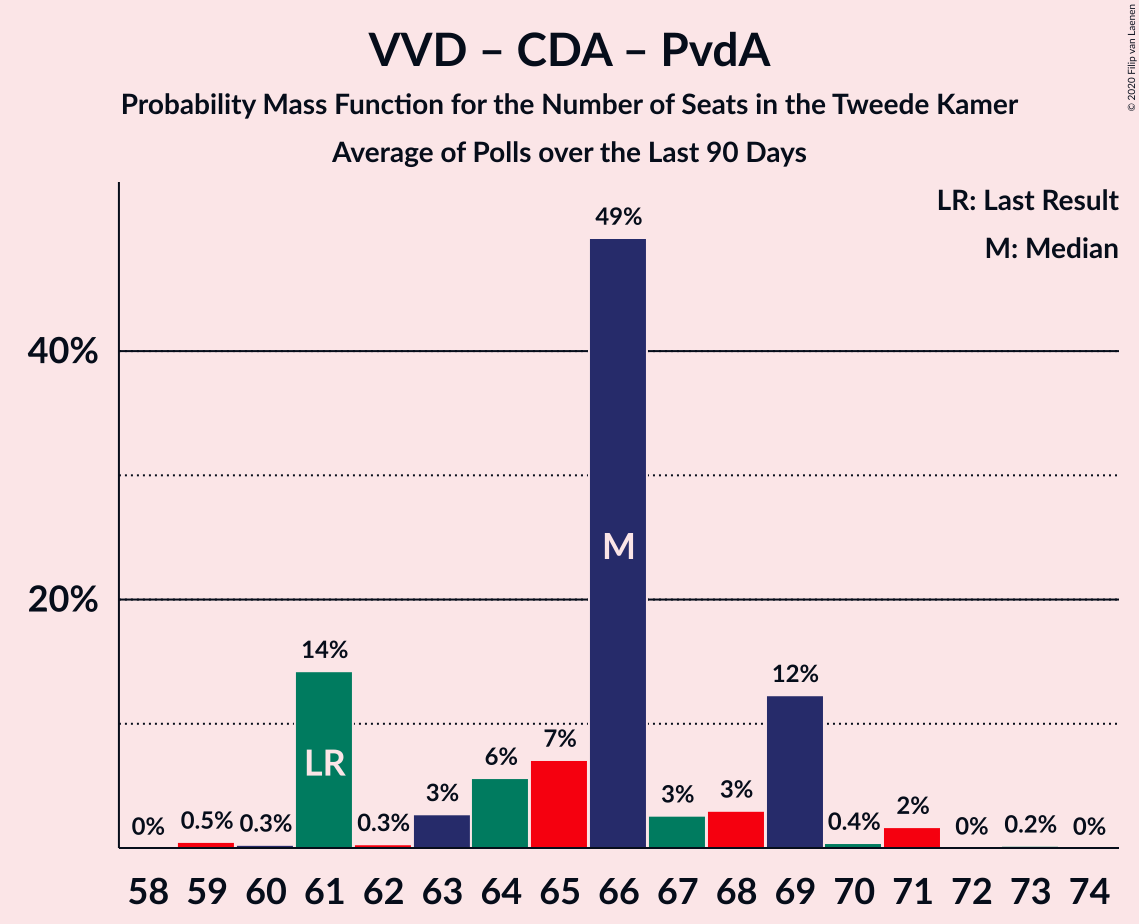 VVD – CDA – PvdA
Probability Mass Function for the Number of Seats in the Tweede Kamer
Average of Polls over the Last 90 Days
© 2020 Filip van Laenen
LR: Last Result
M: Median
40%
20%
0%
0.5%
0.3%
14%
0.3%
3%
6%
7%
49%
3%
3%
12%
0.4%
2%
0%
0.2%
0%
LR
M
58 59 60 61 62 63 64 65 66 67 68 69 70 71 72 73 74